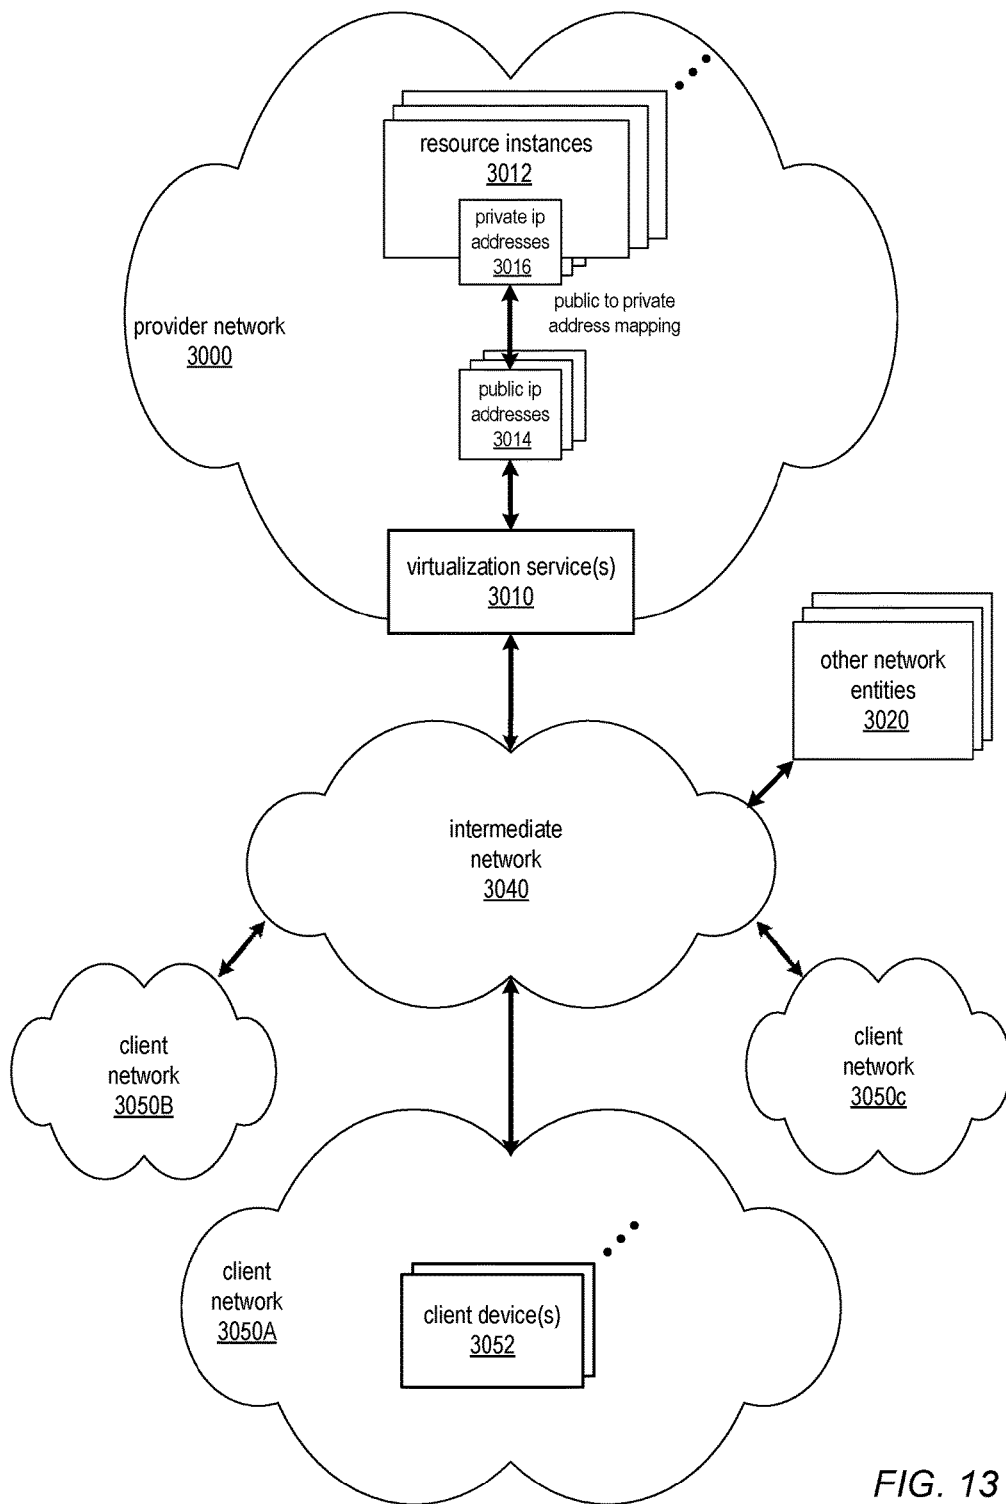 resource instances
3012
private ip
addresses
3016
public to private
address mapping
provider network
3000
public ip
addresses
3014
virtualization service(s)
3010
other network
entities
3020
intermediate
network
3040
client
network
3050B
client
network
3050c
client
network
3050A
client device(s)
3052
FIG. 13